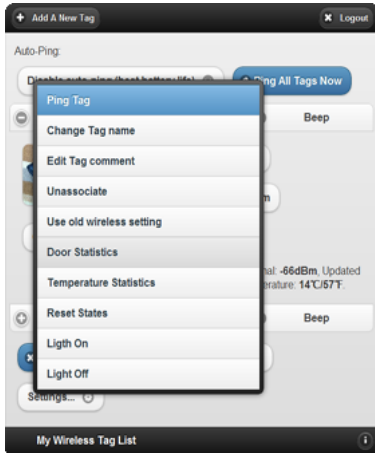 Add A New Tag
Logout
Auto-Ping:
Ping All Tags Now
Ping Tag
Beep
Change Tag name
Edit Tag comment
Unassociate
Use old wireless setting
Door Statistics
-66dBm, Updated
Temperature Statistics
14°C/57°F.
Reset States
Beep
Ligth On
Light Off
Settings...
My Wireless Tag List